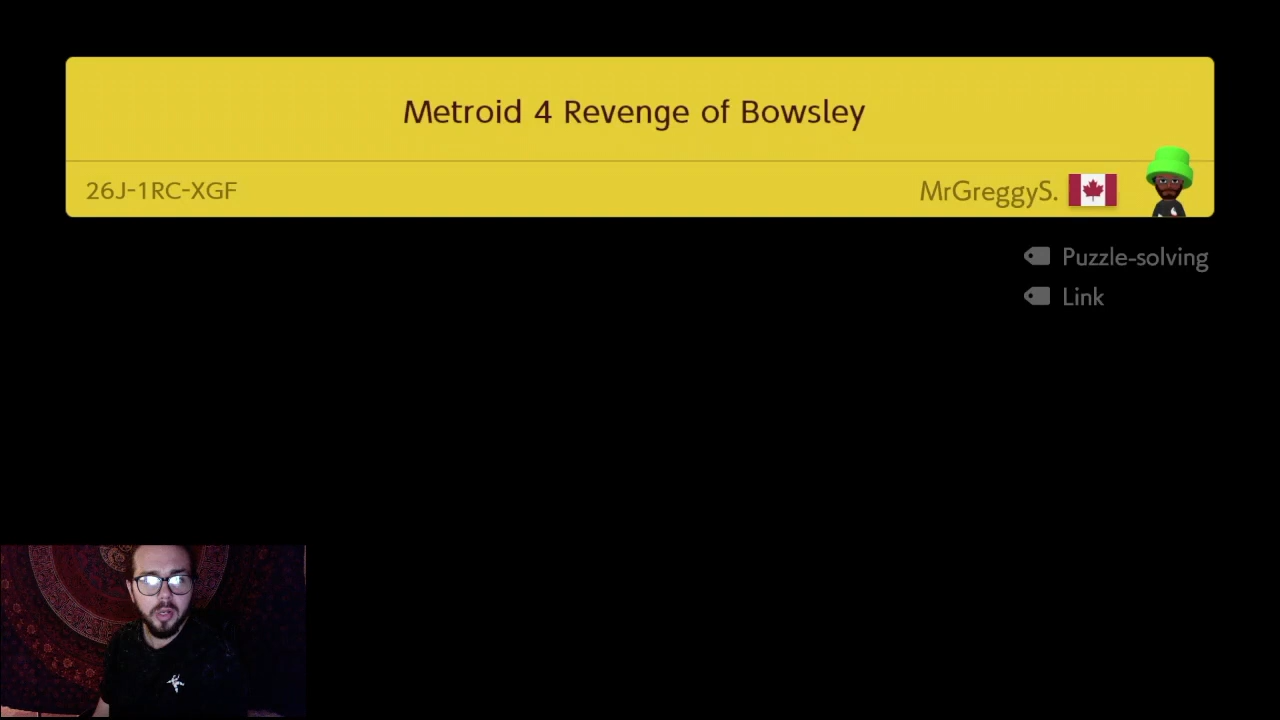 Metroid 4 Revenge of Bowsley
26J-1RC-XGF
MrGreggyS.
Puzzle-solving
Link